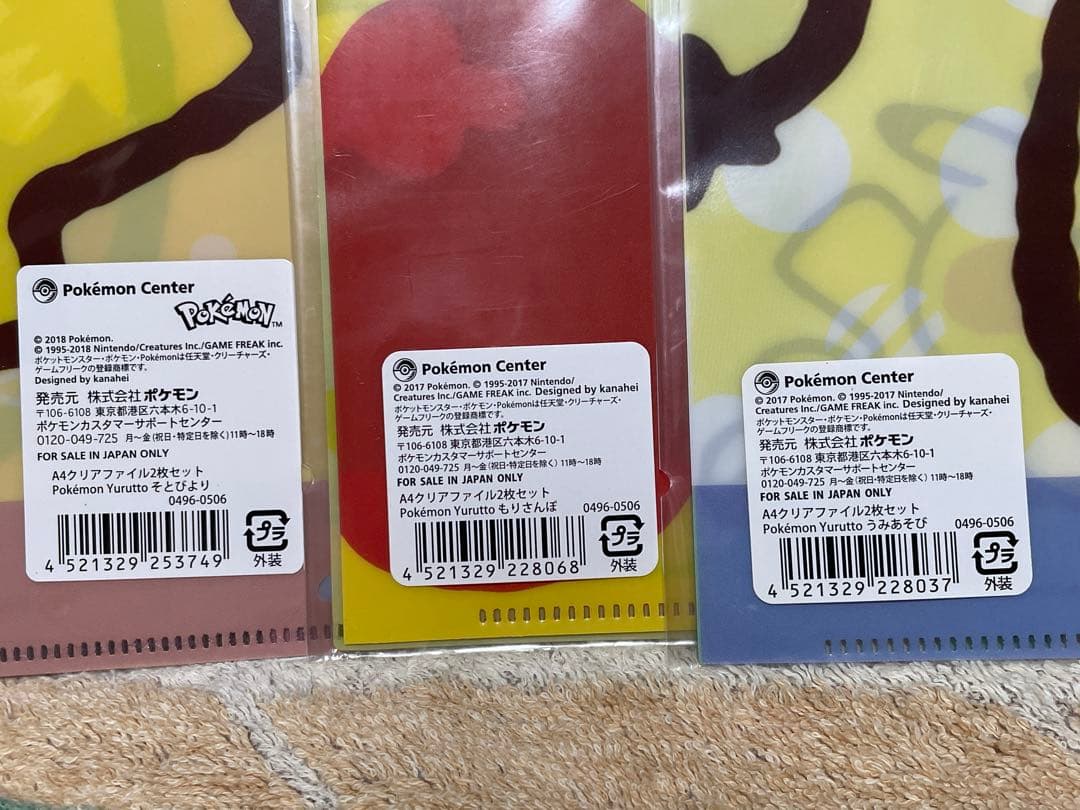 Pokémon Center
POKéMON™
© 2018 Pokémon.
© 1995-2018 Nintendo/Creatures Inc./GAME FREAK inc.
ポケットモンスター・ポケモン・Pokémonは任天堂・クリーチャーズ・
ゲームフリークの登録商標です。
Designed by kanahei
発売元 株式会社ポケモン
〒106-6108 東京都港区六本木6-10-1
ポケモンカスタマーサポートセンター
0120-049-725 月〜金(祝日・特定日を除く)11時〜18時
FOR SALE IN JAPAN ONLY
A4クリアファイル2枚セット
Pokémon Yurutto そとびより
0496-0506
4 521329 253749
プラ
外装
Pokémon Center
© 2017 Pokémon. © 1995-2017 Nintendo/
Creatures Inc./GAME FREAK inc. Designed by kanahei
ポケットモンスター・ポケモン・Pokémonは任天堂・クリーチャーズ・
ゲームフリークの登録商標です。
発売元 株式会社ポケモン
〒106-6108 東京都港区六本木6-10-1
ポケモンカスタマーサポートセンター
0120-049-725 月〜金(祝日・特定日を除く)11時〜18時
FOR SALE IN JAPAN ONLY
A4クリアファイル2枚セット
Pokémon Yurutto もりさんぽ
0496-0506
4 521329 228068
プラ
外装
Pokémon Center
© 2017 Pokémon. © 1995-2017 Nintendo/
Creatures Inc./GAME FREAK inc. Designed by kanahei
ポケットモンスター・ポケモン・Pokémonは任天堂・クリーチャーズ・
ゲームフリークの登録商標です。
発売元 株式会社ポケモン
〒106-6108 東京都港区六本木6-10-1
ポケモンカスタマーサポートセンター
0120-049-725 月〜金(祝日・特定日を除く)11時〜18時
FOR SALE IN JAPAN ONLY
A4クリアファイル2枚セット
Pokémon Yurutto うみあそび
0496-0506
4 521329 228037
プラ
外装